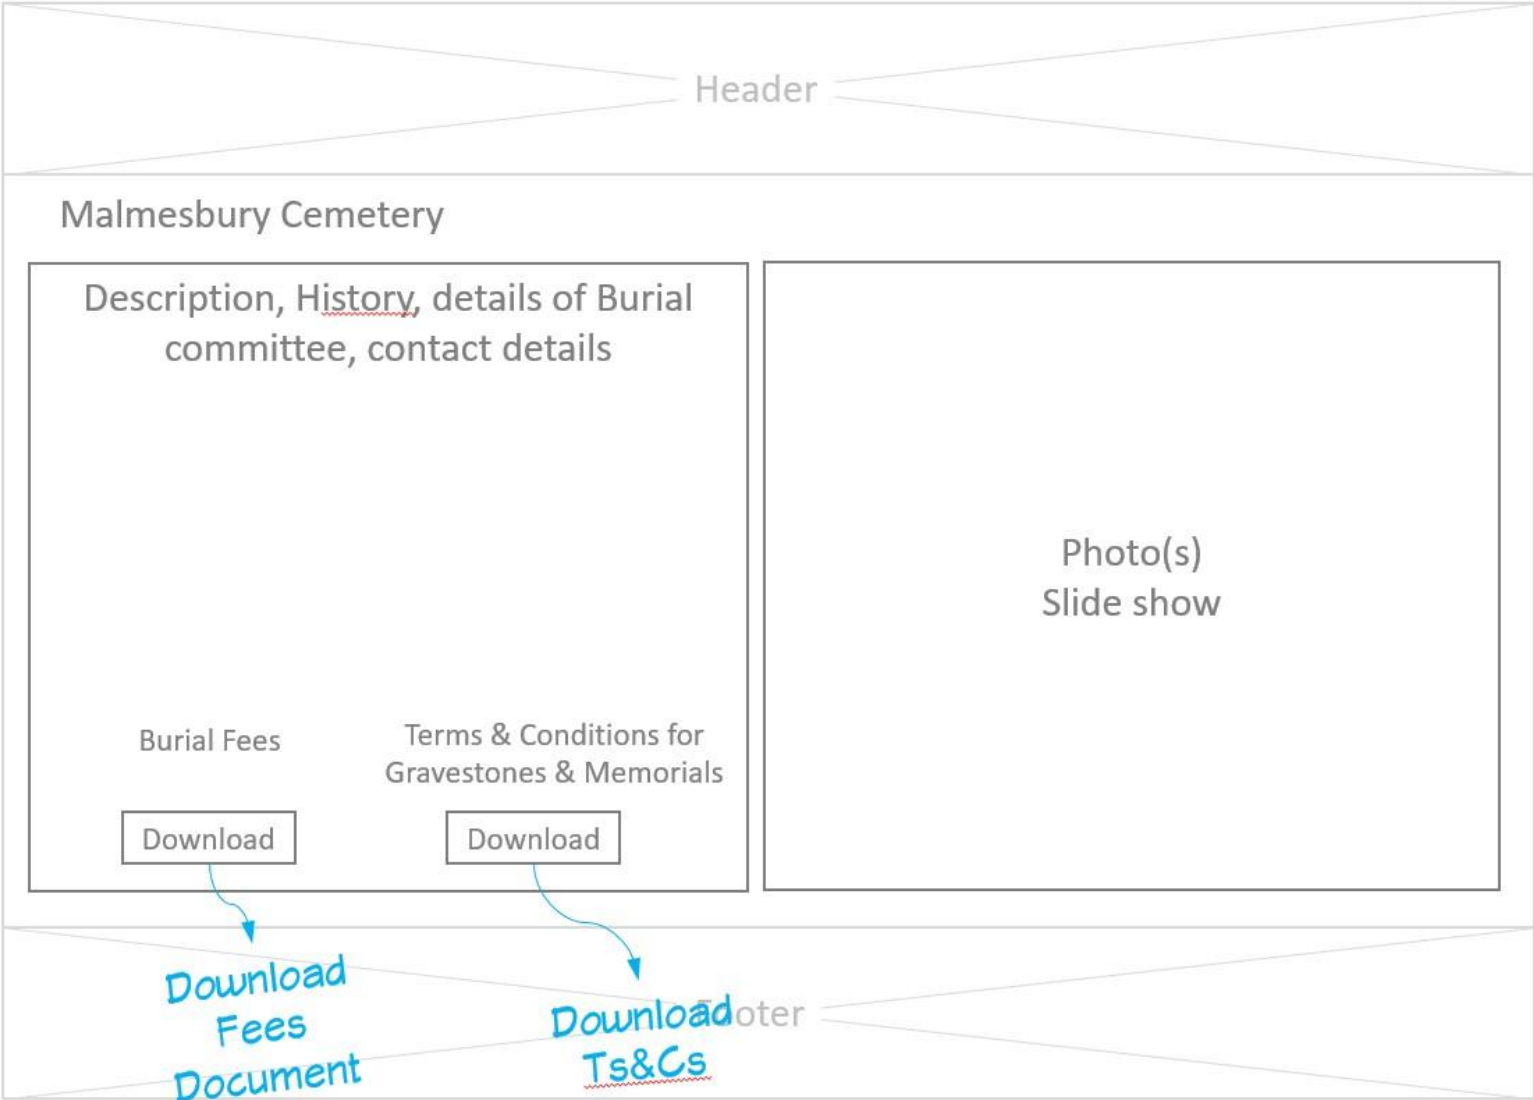 Header
Malmesbury Cemetery
Description, History, details of Burial
committee, contact details
Photo(s)
Slide show
Burial Fees
Terms & Conditions for
Gravestones & Memorials
Download
Download
Download
Fees
Document
Download
Ts&Cs
Footer